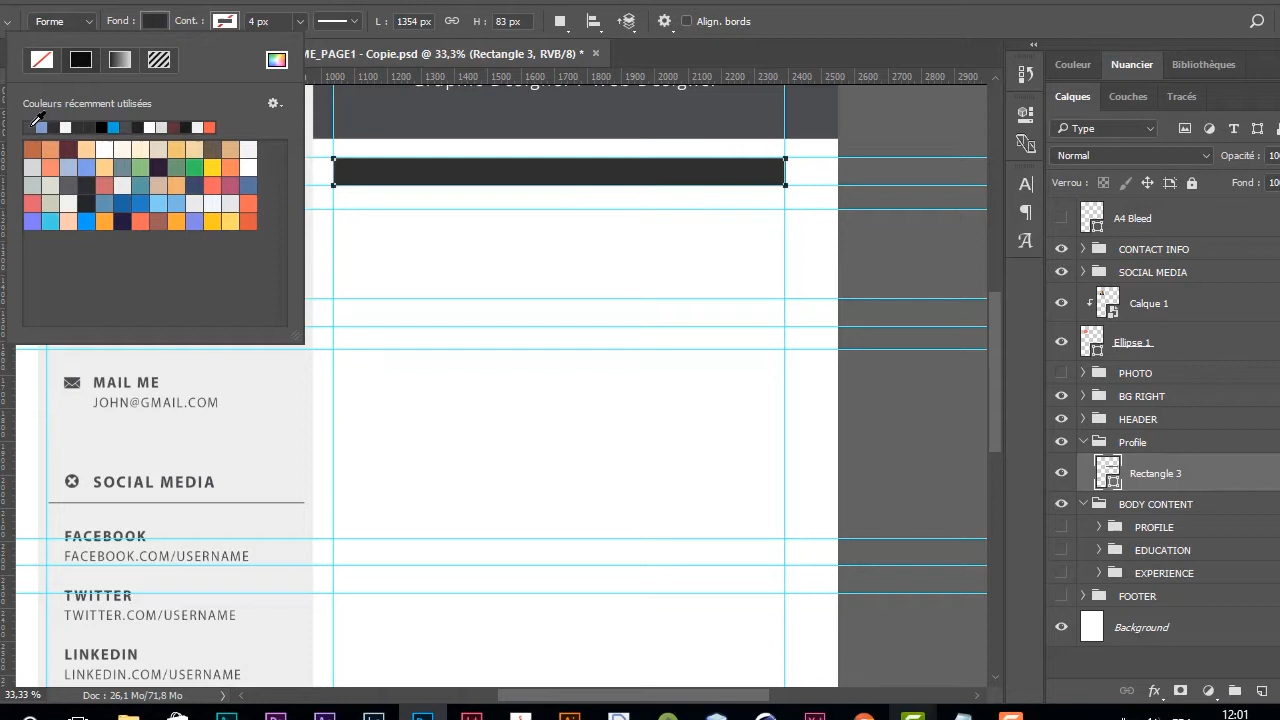 Forme Fond : Cont. : 4 px L : 1354 px H : 83 px Align. bords
ME_PAGE1 - Copie.psd @ 33,3% (Rectangle 3, RVB/8) * ×
1000 1100 1200 1300 1400 1500 1600 1700 1800 1900 2000 2100 2200 2300 2400 2500 2600 2700 2800 2900
Couleurs récemment utilisées
MAIL ME
JOHN@GMAIL.COM
SOCIAL MEDIA
FACEBOOK
FACEBOOK.COM/USERNAME
TWITTER
TWITTER.COM/USERNAME
LINKEDIN
LINKEDIN.COM/USERNAME
33,33 % Doc : 26,1 Mo/71,8 Mo
Couleur Nuancier Bibliothèques
Calques Couches Tracés
Type
Normal Opacité :
Verrou : Fond :
A4 Bleed
CONTACT INFO
SOCIAL MEDIA
Calque 1
Ellipse 1
PHOTO
BG RIGHT
HEADER
Profile
Rectangle 3
BODY CONTENT
PROFILE
EDUCATION
EXPERIENCE
FOOTER
Background
fx
12:01